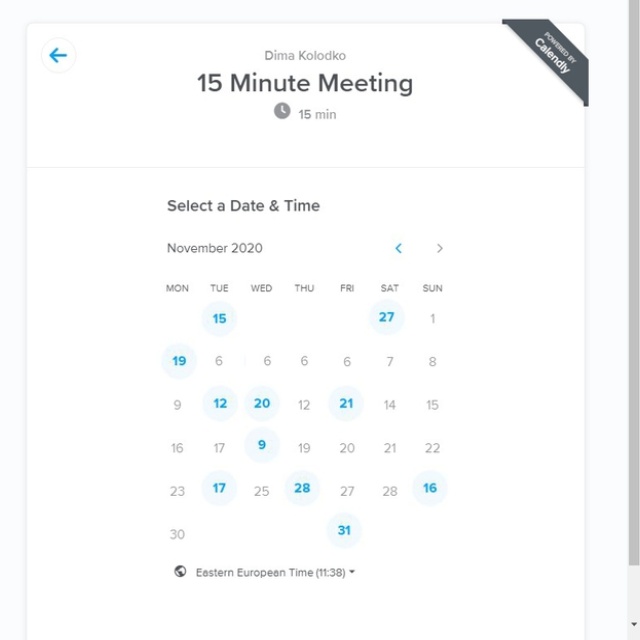 POWERED BY
Calendly
Dima Kolodko
15 Minute Meeting
15 min
Select a Date & Time
November 2020
MON TUE WED THU FRI SAT SUN
15 27 1
19 6 6 6 6 7 8
9 12 20 12 21 14 15
16 17 9 19 20 21 22
23 17 25 28 27 28 16
30 31
Eastern European Time (11:38)